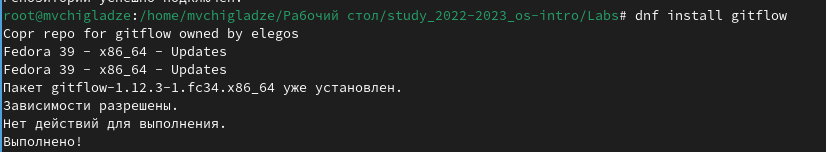 root@mvchigladze:/home/mvchigladze/Рабочий стол/study_2022-2023_os-intro/Labs# dnf install gitflow
Copr repo for gitflow owned by elegos
Fedora 39 - x86_64 - Updates
Fedora 39 - x86_64 - Updates
Пакет gitflow-1.12.3-1.fc34.x86_64 уже установлен.
Зависимости разрешены.
Нет действий для выполнения.
Выполнено!